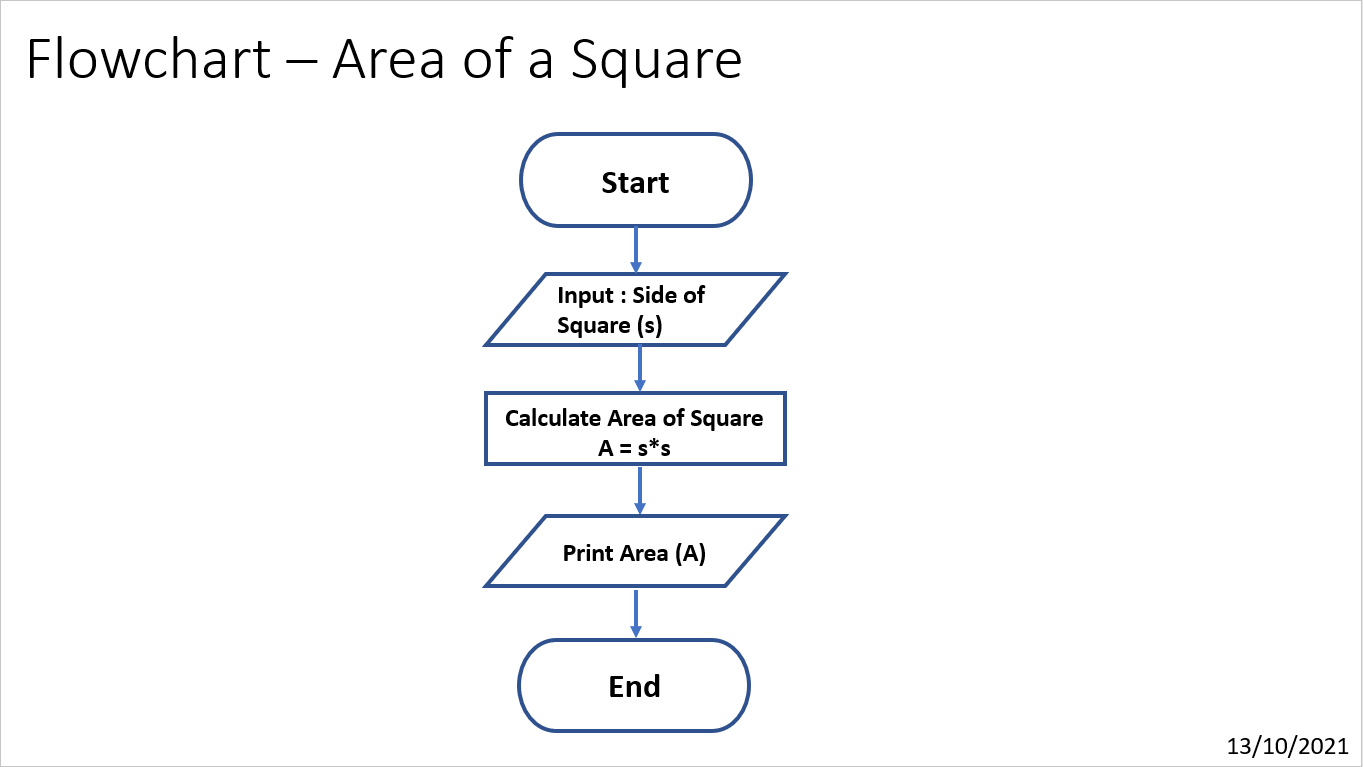 Flowchart – Area of a Square
Start
Input : Side of
Square (s)
Calculate Area of Square
A = s*s
Print Area (A)
End
13/10/2021